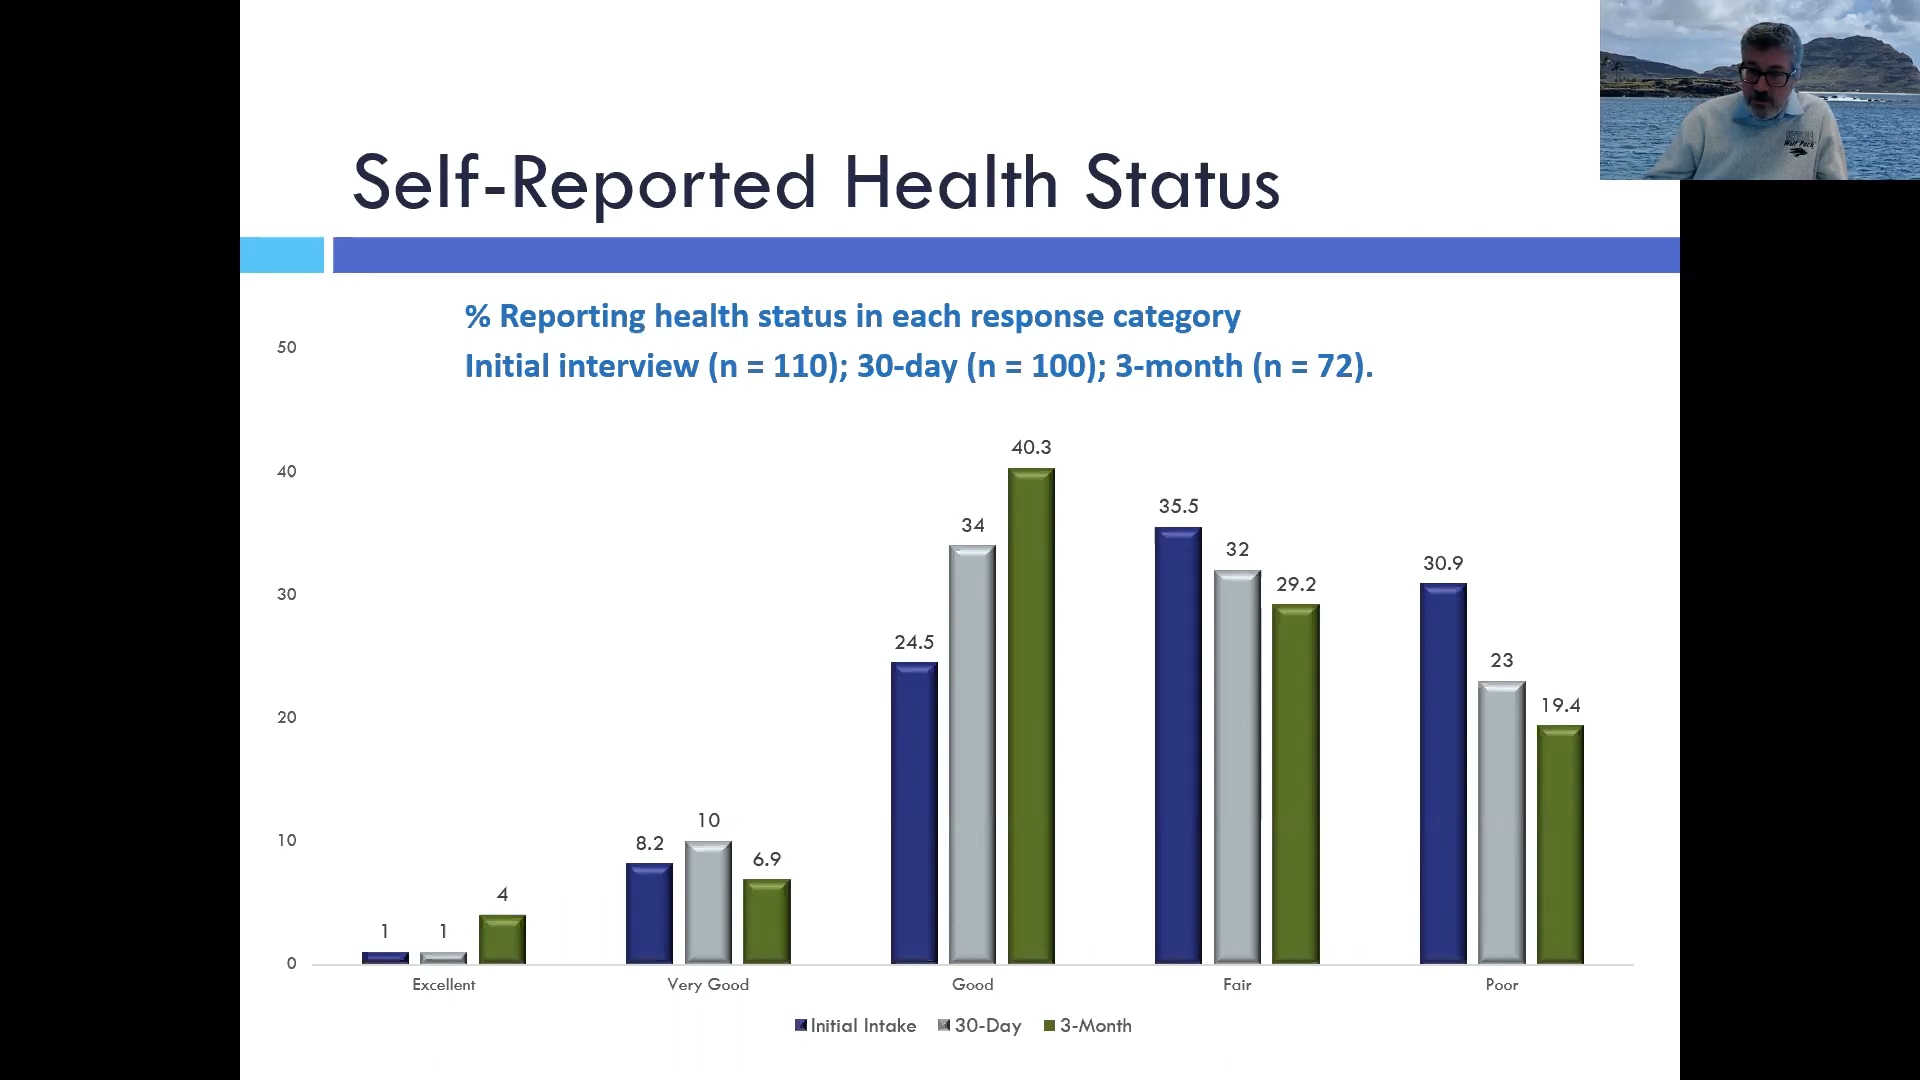 Self-Reported Health Status
% Reporting health status in each response category
Initial interview (n = 110); 30-day (n = 100); 3-month (n = 72).
50
40
30
20
10
0
1
1
4
8.2
10
6.9
24.5
34
40.3
35.5
32
29.2
30.9
23
19.4
Excellent
Very Good
Good
Fair
Poor
Initial Intake
30-Day
3-Month
Wolf Pack